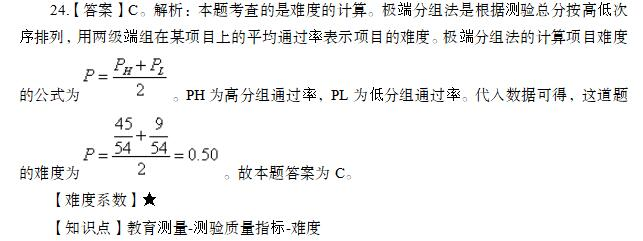 24.【答案】C。解析：本题考查的是难度的计算。极端分组法是根据测验总分按高低次
序排列，用两级端组在某项目上的平均通过率表示项目的难度。极端分组法的计算项目难度
的公式为 P = (P_H + P_L) / 2 。PH 为高分组通过率，PL 为低分组通过率。代人数据可得，这道题
的难度为 P = (45/54 + 9/54) / 2 = 0.50 。故本题答案为 C。
【难度系数】★
【知识点】教育测量-测验质量指标-难度